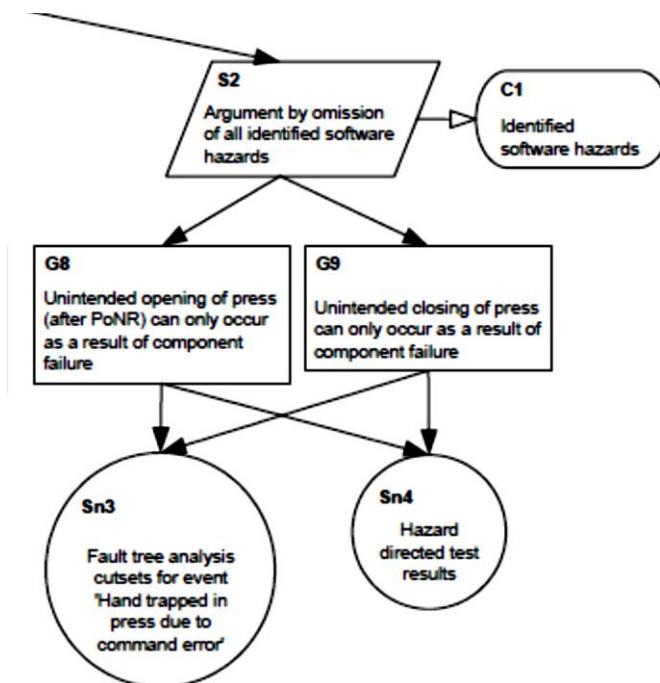 S2
Argument by omission
of all identified software
hazards
C1
Identified
software hazards
G8
Unintended opening of press
(after PoNR) can only occur
as a result of component
failure
G9
Unintended closing of press
can only occur as a result of
component failure
Sn3
Fault tree analysis
cutsets for event
'Hand trapped in
press due to
command error'
Sn4
Hazard
directed test
results